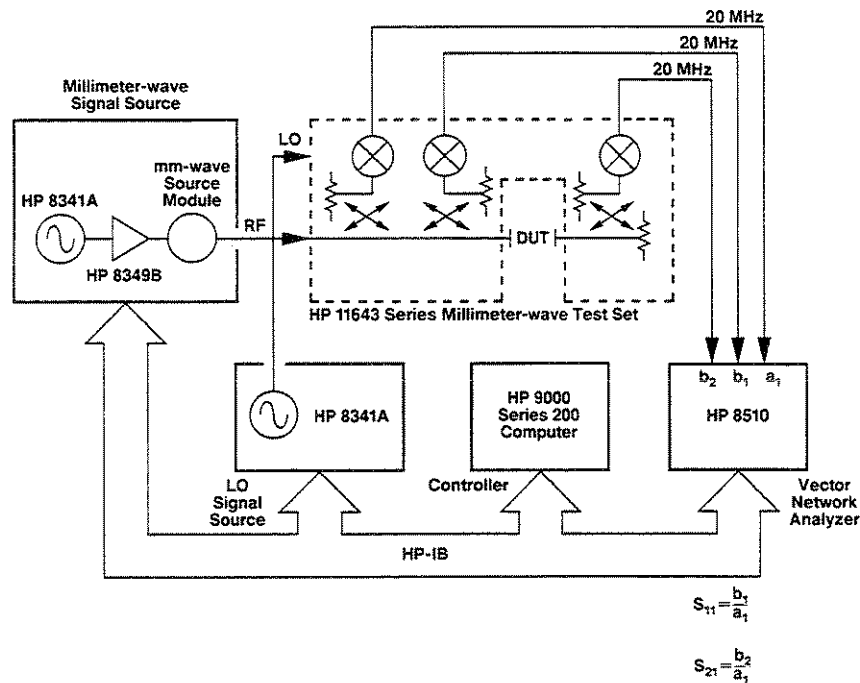 20 MHz
20 MHz
20 MHz
Millimeter-wave
Signal Source
LO
mm-wave
Source
Module
HP 8341A
RF
HP 8349B
DUT
HP 11643 Series Millimeter-wave Test Set
HP 8341A
LO
Signal
Source
HP 9000
Series 200
Computer
Controller
b2 b1 a1
HP 8510
Vector
Network
Analyzer
HP-IB
S11=b1/a1
S21=b2/a1